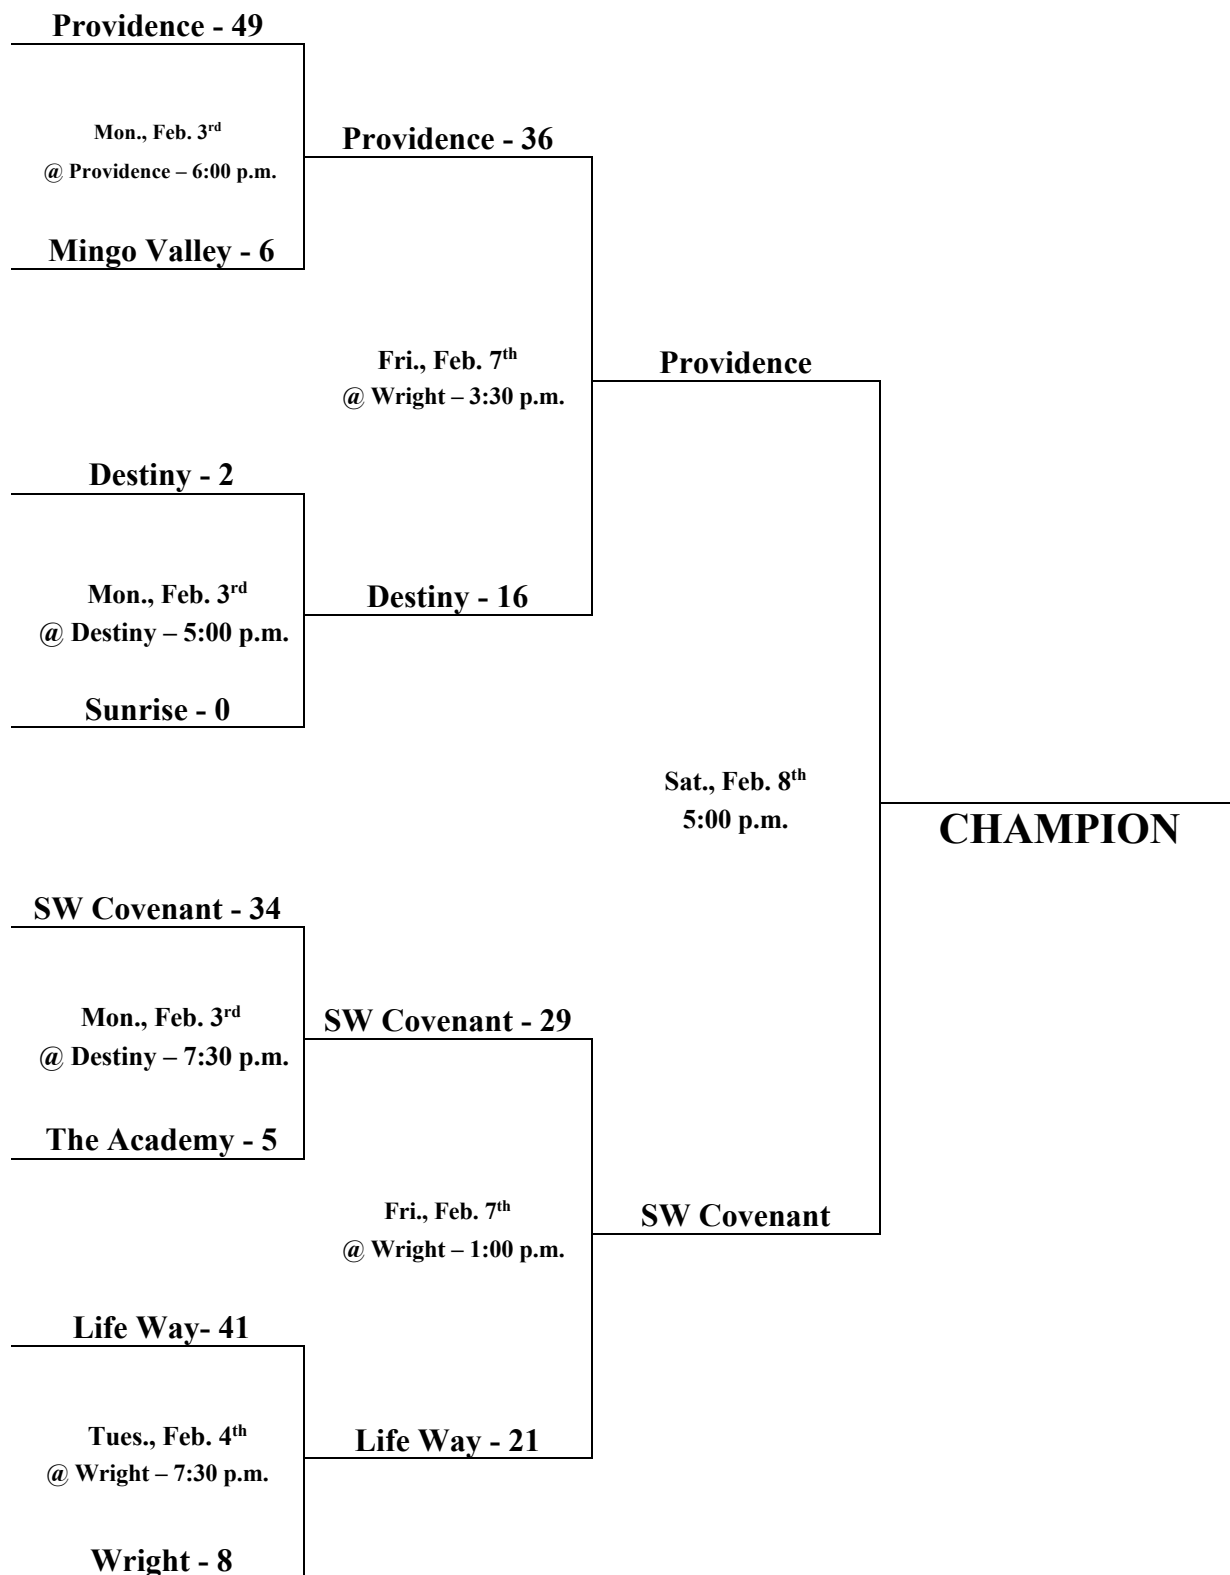 Providence - 49
Mon., Feb. 3rd
@ Providence – 6:00 p.m.
Mingo Valley - 6
Providence - 36
Fri., Feb. 7th
@ Wright – 3:30 p.m.
Providence
Destiny - 2
Mon., Feb. 3rd
@ Destiny – 5:00 p.m.
Sunrise - 0
Destiny - 16
Sat., Feb. 8th
5:00 p.m.
CHAMPION
SW Covenant - 34
Mon., Feb. 3rd
@ Destiny – 7:30 p.m.
The Academy - 5
SW Covenant - 29
Fri., Feb. 7th
@ Wright – 1:00 p.m.
SW Covenant
Life Way- 41
Tues., Feb. 4th
@ Wright – 7:30 p.m.
Wright - 8
Life Way - 21